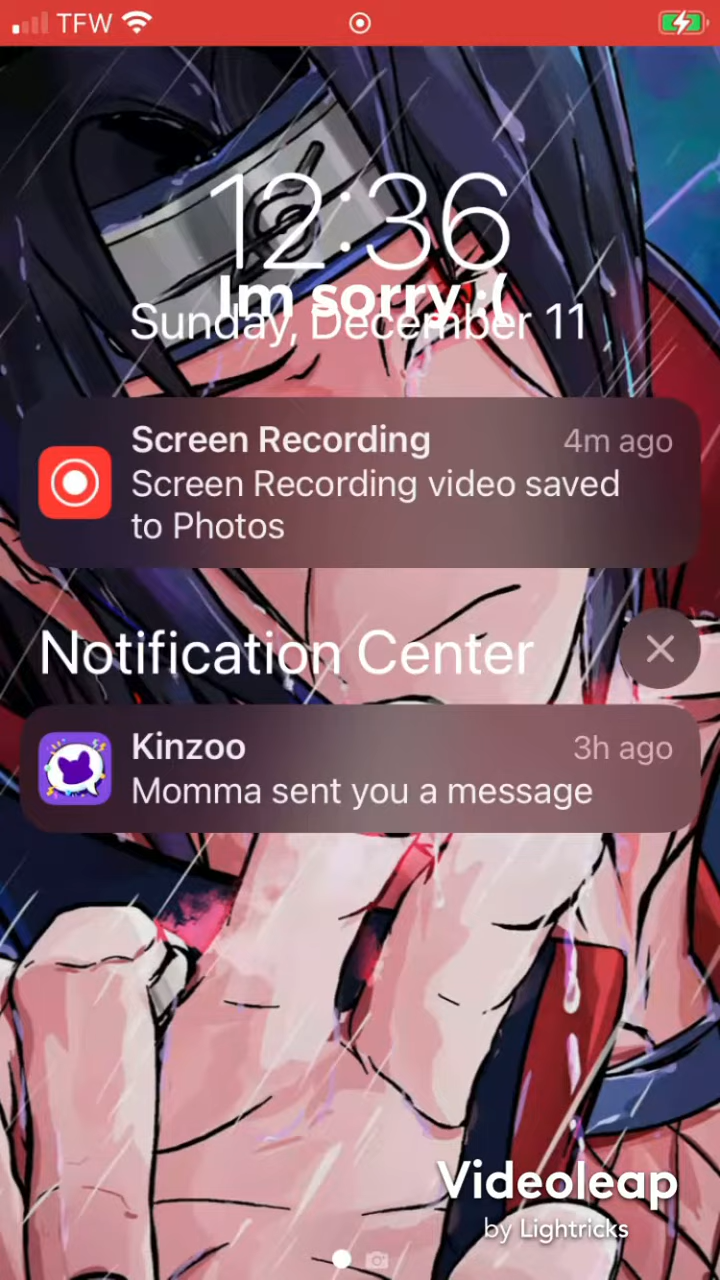 TFW
12:36
Im sorry :(
Sunday, December 11
Screen Recording 4m ago
Screen Recording video saved
to Photos
Notification Center
Kinzoo 3h ago
Momma sent you a message
Videoleap
by Lightricks